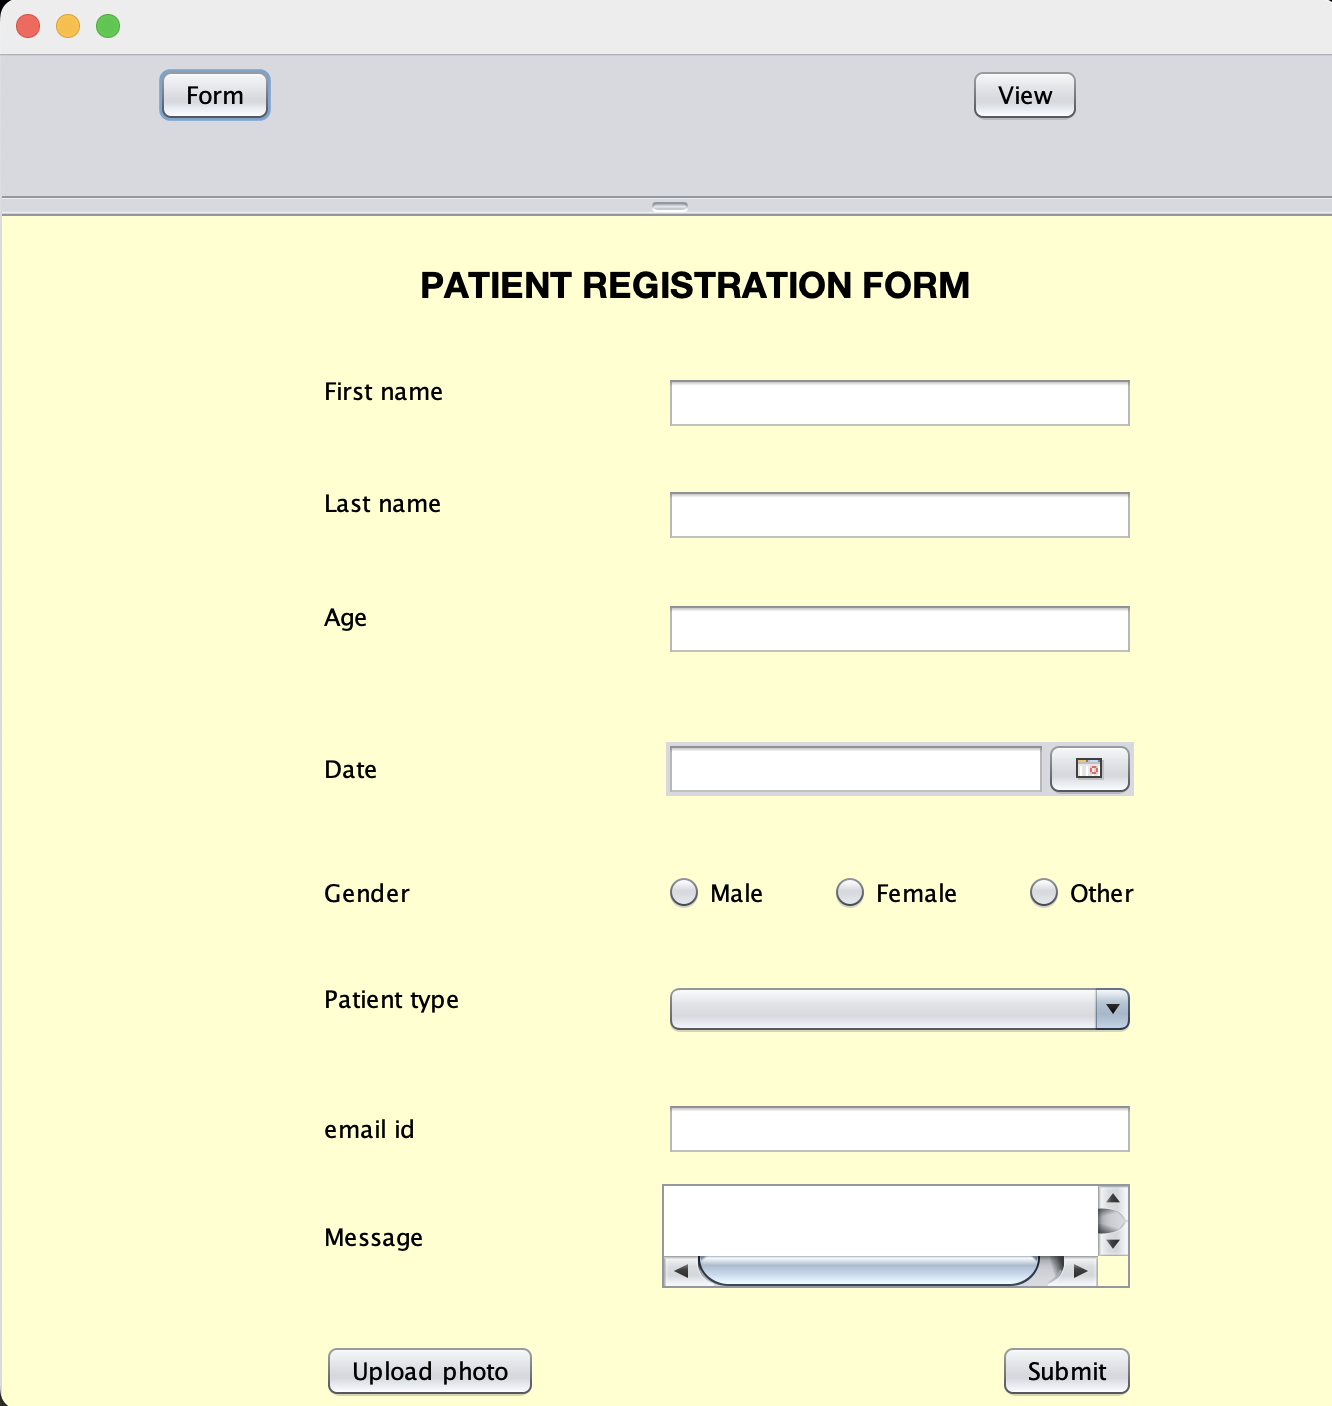 Form View
PATIENT REGISTRATION FORM
First name
Last name
Age
Date
Gender Male Female Other
Patient type
email id
Message
Upload photo Submit